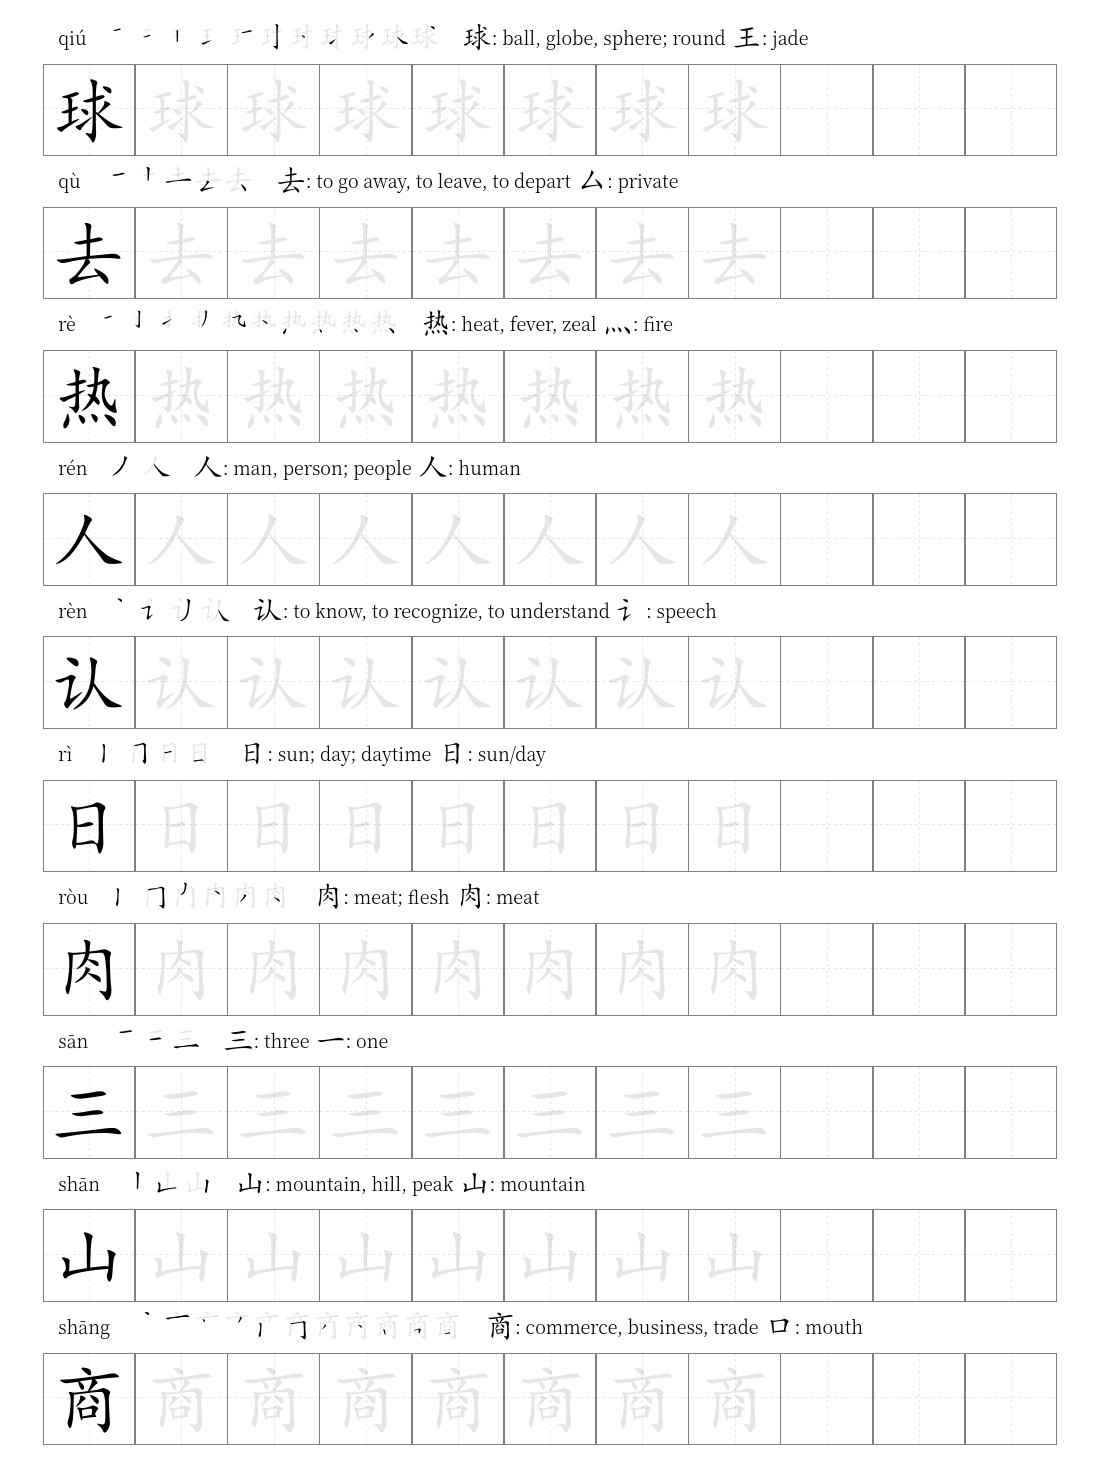 qiú 球: ball, globe, sphere; round 王: jade
球 球 球 球 球 球 球 球
qù 去: to go away, to leave, to depart 厶: private
去 去 去 去 去 去 去 去
rè 热: heat, fever, zeal 灬: fire
热 热 热 热 热 热 热 热
rén 人: man, person; people 人: human
人 人 人 人 人 人 人 人
rèn 认: to know, to recognize, to understand 讠: speech
认 认 认 认 认 认 认 认
rì 日: sun; day; daytime 日: sun/day
日 日 日 日 日 日 日 日
ròu 肉: meat; flesh 肉: meat
肉 肉 肉 肉 肉 肉 肉 肉
sān 三: three 一: one
三 三 三 三 三 三 三 三
shān 山: mountain, hill, peak 山: mountain
山 山 山 山 山 山 山 山
shāng 商: commerce, business, trade 口: mouth
商 商 商 商 商 商 商 商